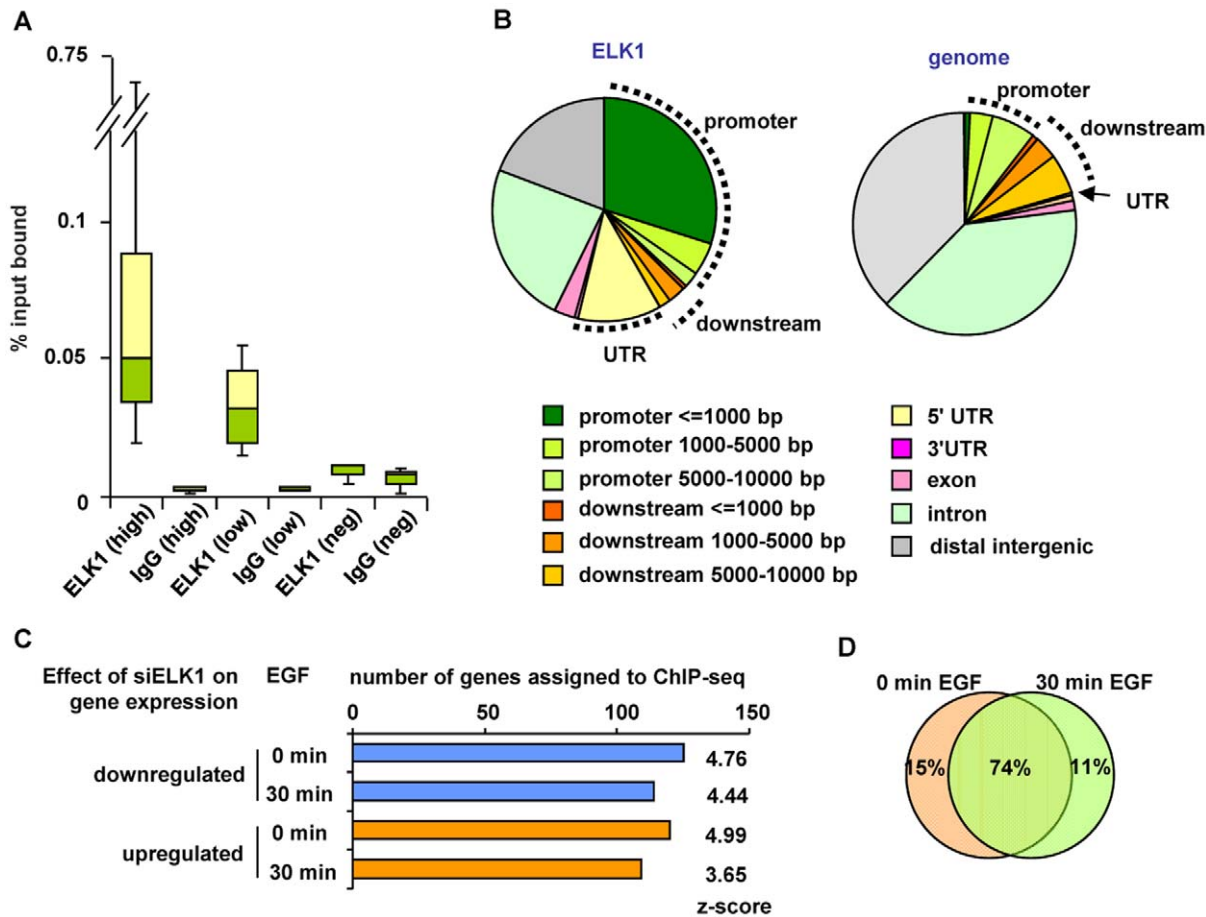 A
0.75
0.1
0.05
0
% input bound
ELK1 (high)
IgG (high)
ELK1 (low)
IgG (low)
ELK1 (neg)
IgG (neg)
B
ELK1
genome
promoter
downstream
UTR
promoter
downstream
UTR
promoter <=1000 bp
promoter 1000-5000 bp
promoter 5000-10000 bp
downstream <=1000 bp
downstream 1000-5000 bp
downstream 5000-10000 bp
5' UTR
3'UTR
exon
intron
distal intergenic
C
Effect of siELK1 on
gene expression
EGF
number of genes assigned to ChIP-seq
0 50 100 150
downregulated
0 min 4.76
30 min 4.44
upregulated
0 min 4.99
30 min 3.65
z-score
D
0 min EGF 30 min EGF
15% 74% 11%